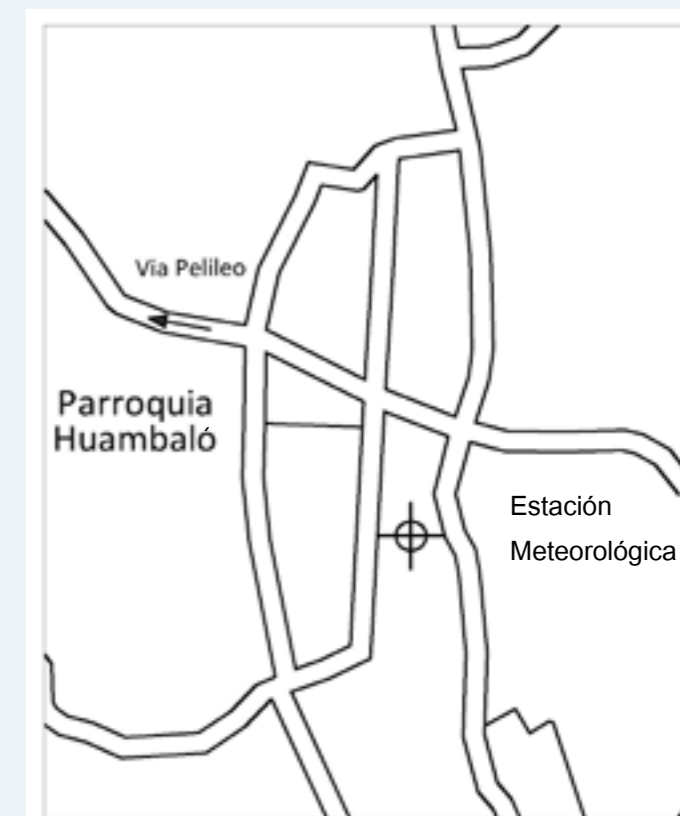 Via Pelileo
Parroquia
Huambaló
Estación
Meteorológica